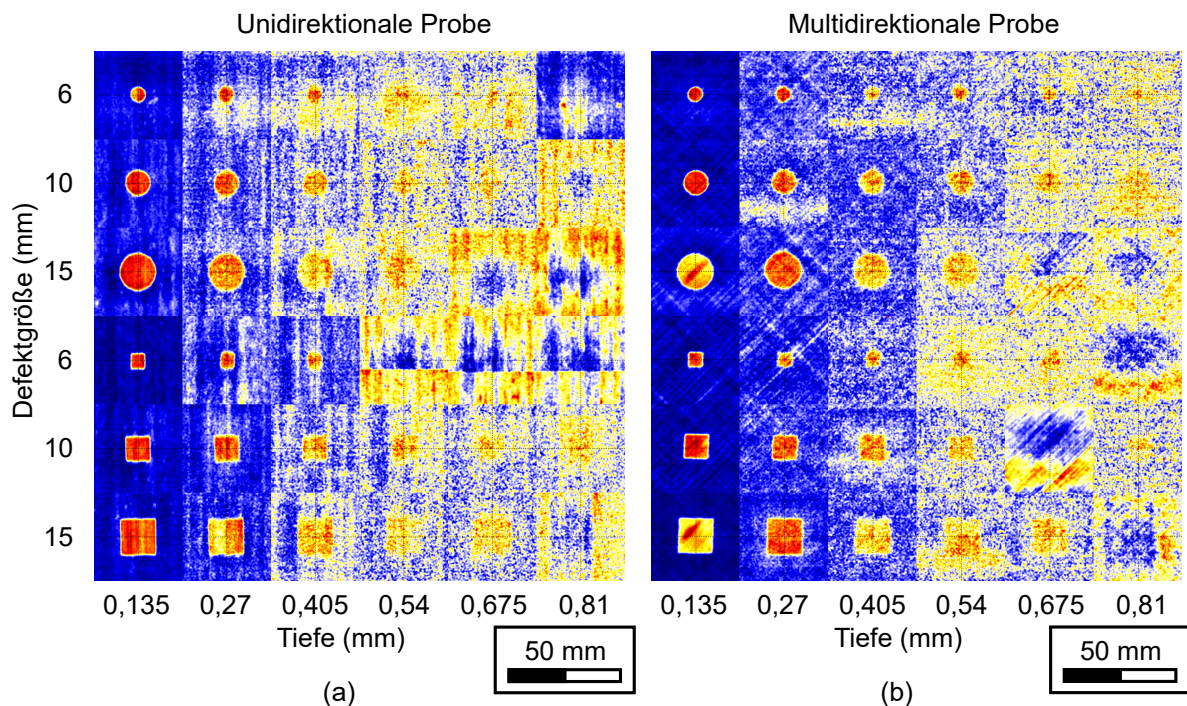 Unidirektionale Probe
Multidirektionale Probe
Defektgröße (mm)
6
10
15
6
10
15
0,135 0,27 0,405 0,54 0,675 0,81
0,135 0,27 0,405 0,54 0,675 0,81
Tiefe (mm)
Tiefe (mm)
50 mm
50 mm
(a)
(b)